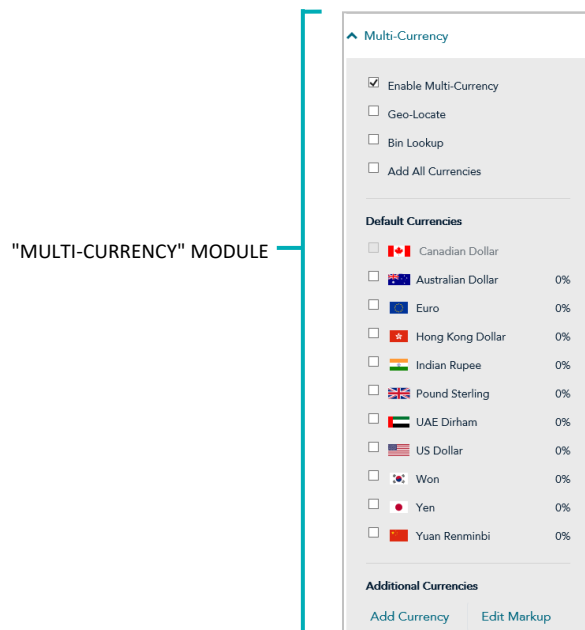 "MULTI-CURRENCY" MODULE
Multi-Currency
Enable Multi-Currency
Geo-Locate
Bin Lookup
Add All Currencies
Default Currencies
Canadian Dollar
Australian Dollar 0%
Euro 0%
Hong Kong Dollar 0%
Indian Rupee 0%
Pound Sterling 0%
UAE Dirham 0%
US Dollar 0%
Won 0%
Yen 0%
Yuan Renminbi 0%
Additional Currencies
Add Currency Edit Markup